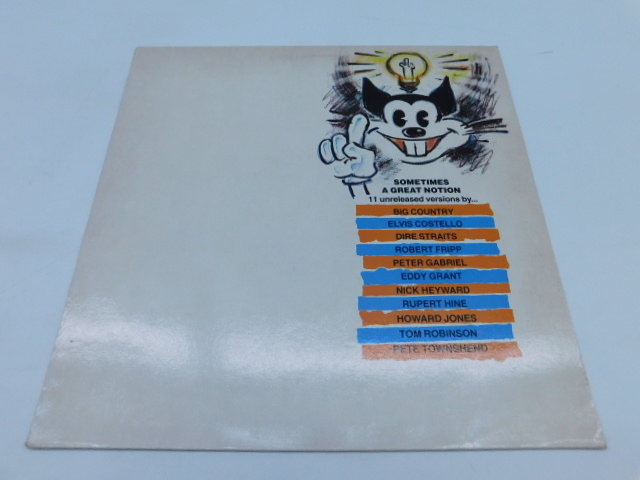 SOMETIMES
A GREAT NOTION
11 unreleased versions by...
BIG COUNTRY
ELVIS COSTELLO
DIRE STRAITS
ROBERT FRIPP
PETER GABRIEL
EDDY GRANT
NICK HEYWARD
RUPERT HINE
HOWARD JONES
TOM ROBINSON
PETE TOWNSHEND